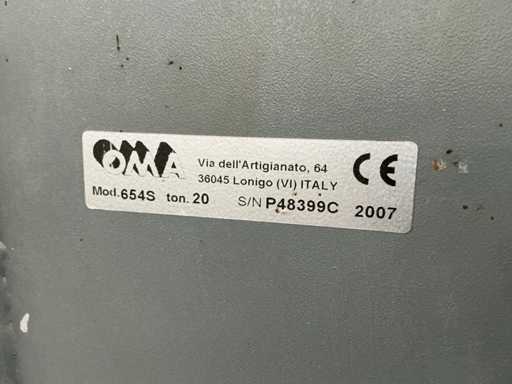 OMA
Via dell'Artigianato, 64
36045 Lonigo (VI) ITALY
CE
Mod.654S ton. 20 S/N P48399C 2007